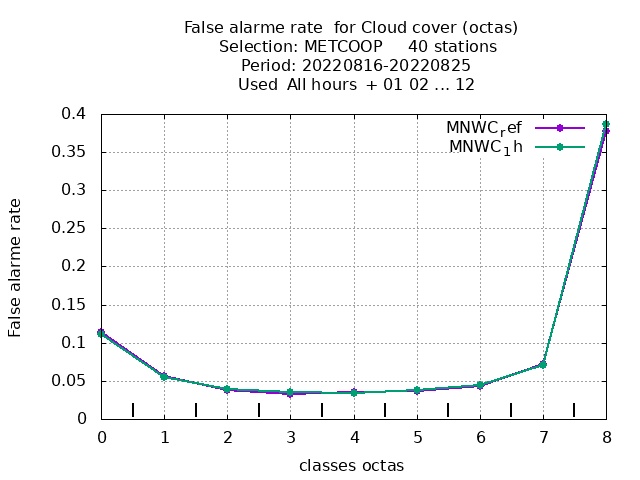 False alarme rate  for Cloud cover (octas)
Selection: METCOOP     40 stations
Period: 20220816-20220825
Used  All hours  + 01 02 ... 12
MNWCref
MNWC1h
0.4
0.35
0.3
0.25
0.2
0.15
0.1
0.05
0
False alarme rate
0 1 2 3 4 5 6 7 8
classes octas